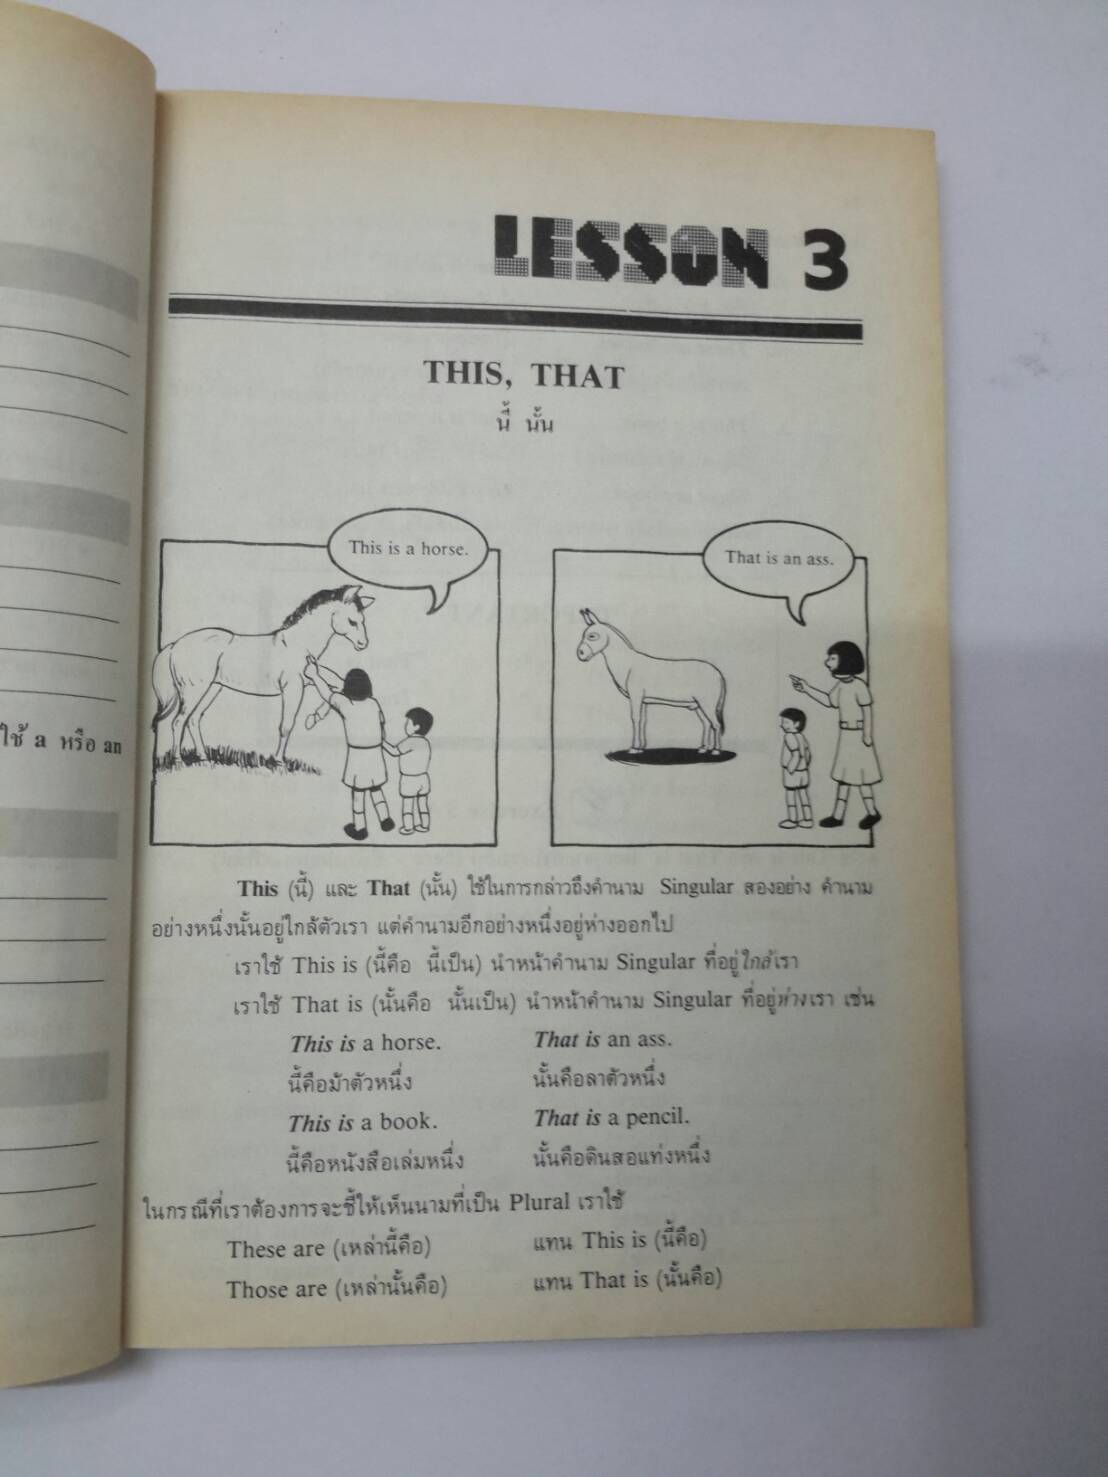 ใช้ a หรือ an
LESSON 3
THIS, THAT
นี้ นั้น
This is a horse.
That is an ass.
This (นี้) และ That (นั้น) ใช้ในการกล่าวถึงคำนาม Singular สองอย่าง คำนาม
อย่างหนึ่งนั้นอยู่ใกล้ตัวเรา แต่คำนามอีกอย่างหนึ่งอยู่ห่างออกไป
เราใช้ This is (นี้คือ นี้เป็น) นำหน้าคำนาม Singular ที่อยู่ใกล้เรา
เราใช้ That is (นั้นคือ นั้นเป็น) นำหน้าคำนาม Singular ที่อยู่ห่างเรา เช่น
This is a horse. That is an ass.
นี้คือม้าตัวหนึ่ง นั้นคือลาตัวหนึ่ง
This is a book. That is a pencil.
นี้คือหนังสือเล่มหนึ่ง นั้นคือดินสอแท่งหนึ่ง
ในกรณีที่เราต้องการจะชี้ให้เห็นนามที่เป็น Plural เราใช้
These are (เหล่านี้คือ) แทน This is (นี้คือ)
Those are (เหล่านั้นคือ) แทน That is (นั้นคือ)